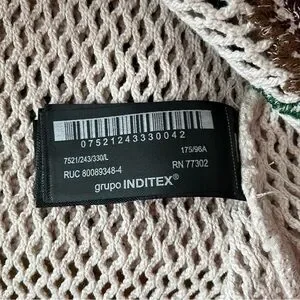 07521243330042
7521/243/330/L 175/96A
RUC 80089348-4 RN 77302
grupo INDITEX®